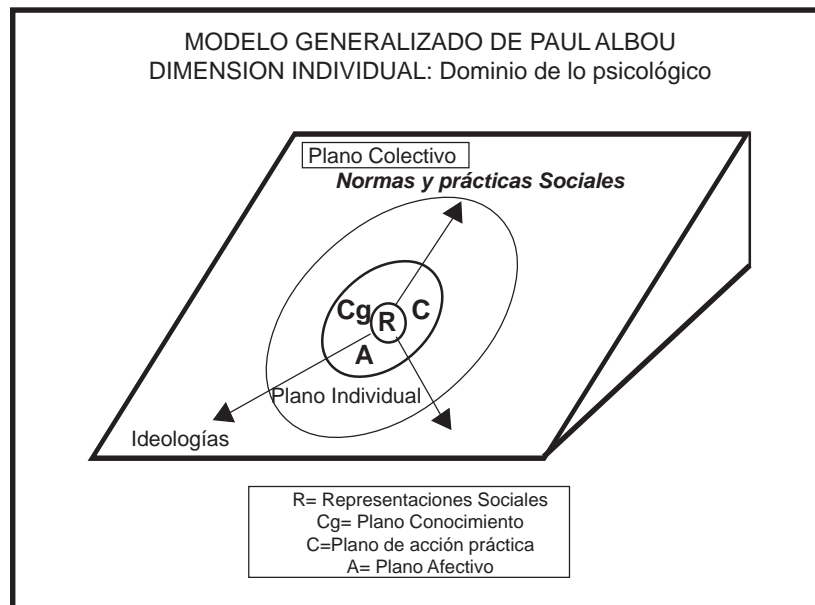 MODELO GENERALIZADO DE PAUL ALBOU
DIMENSION INDIVIDUAL: Dominio de lo psicológico
Plano Colectivo
Normas y prácticas Sociales
Cg
C
R
A
Plano Individual
Ideologías
R= Representaciones Sociales
Cg= Plano Conocimiento
C=Plano de acción práctica
A= Plano Afectivo